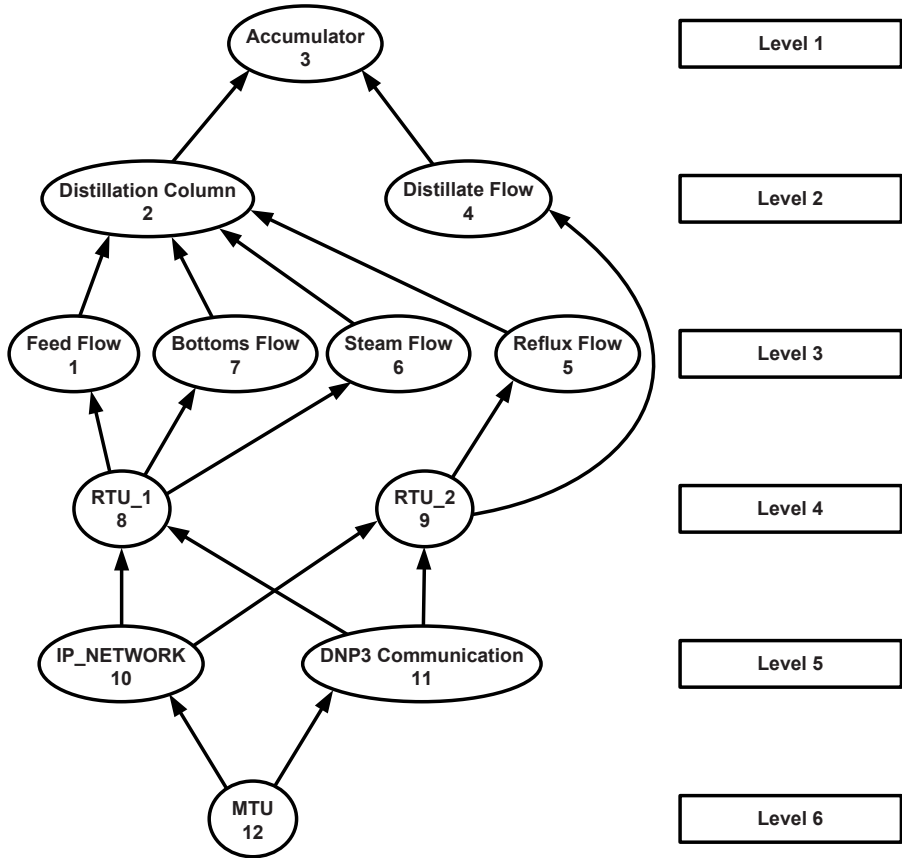 Accumulator
3
Level 1
Distillation Column
2
Distillate Flow
4
Level 2
Feed Flow
1
Bottoms Flow
7
Steam Flow
6
Reflux Flow
5
Level 3
RTU_1
8
RTU_2
9
Level 4
IP_NETWORK
10
DNP3 Communication
11
Level 5
MTU
12
Level 6